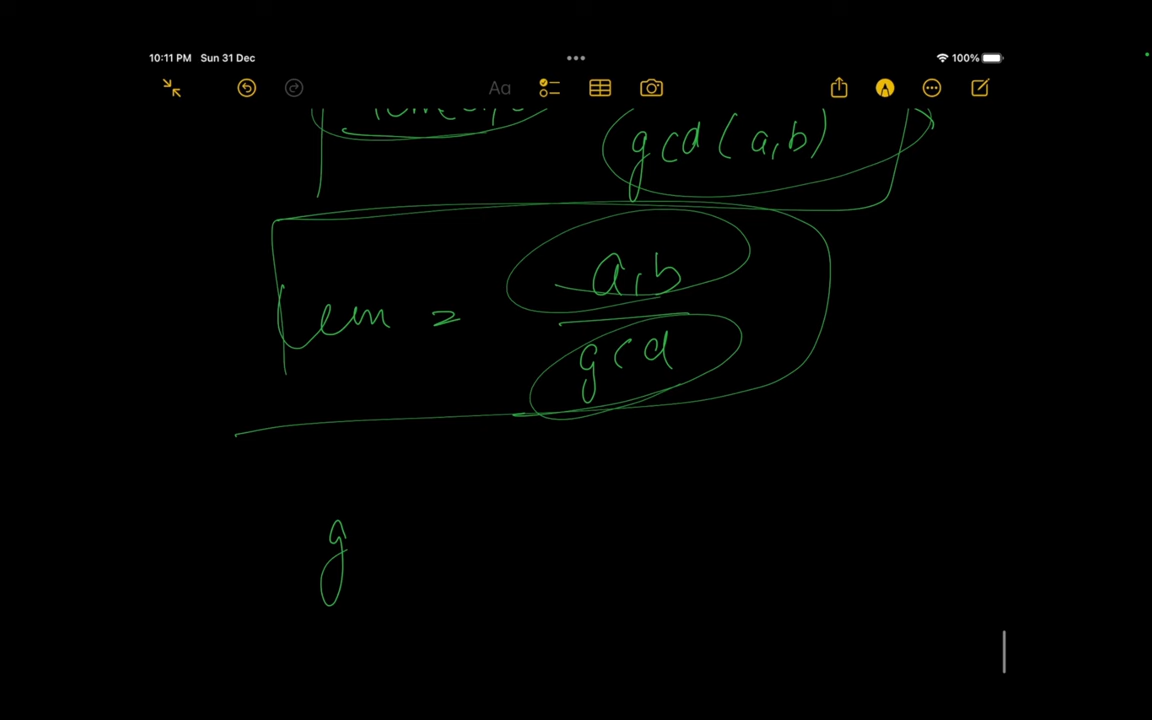 10:11 PM Sun 31 Dec
100%
Aa
gcd(a,b)
lcm = a,b
gcd
g